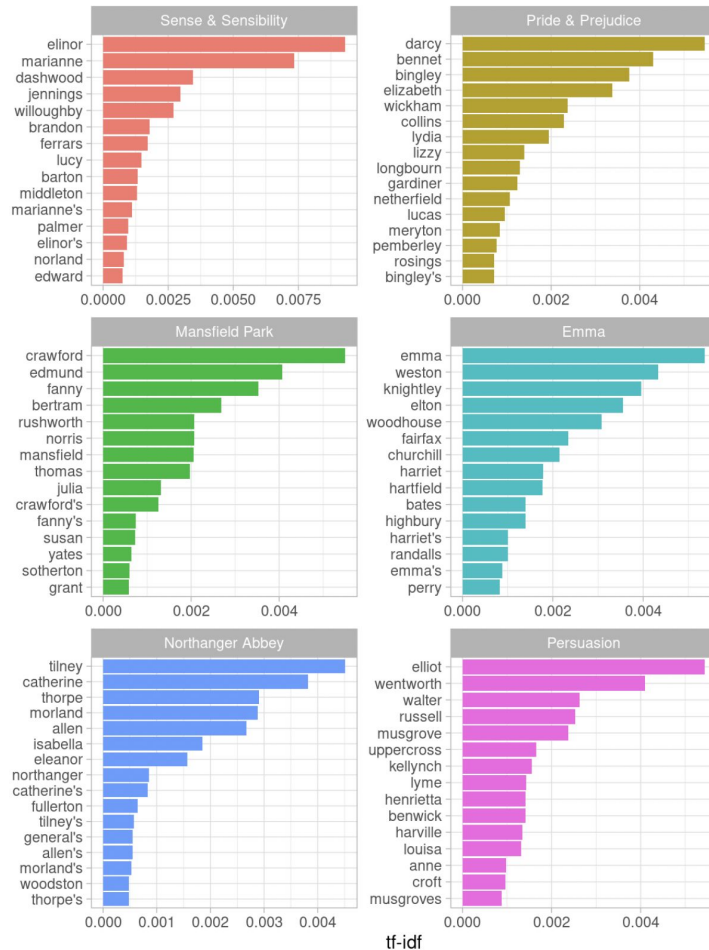 Sense & Sensibility
elinor
marianne
dashwood
jennings
willoughby
brandon
ferrars
lucy
barton
middleton
marianne's
palmer
elinor's
norland
edward
0.0000 0.0025 0.0050 0.0075
Pride & Prejudice
darcy
bennet
bingley
elizabeth
wickham
collins
lydia
lizzy
longbourn
gardiner
netherfield
lucas
meryton
pemberley
rosings
bingley's
0.000 0.002 0.004
Mansfield Park
crawford
edmund
fanny
bertram
rushworth
norris
mansfield
thomas
julia
crawford's
fanny's
susan
yates
sotherton
grant
0.000 0.002 0.004
Emma
emma
weston
knightley
elton
woodhouse
fairfax
churchill
harriet
hartfield
bates
highbury
harriet's
randalls
emma's
perry
0.000 0.002 0.004
Northanger Abbey
tilney
catherine
thorpe
morland
allen
isabella
eleanor
northanger
catherine's
fullerton
tilney's
general's
allen's
morland's
woodston
thorpe's
0.000 0.001 0.002 0.003 0.004
Persuasion
elliot
wentworth
walter
russell
musgrove
uppercross
kellynch
lyme
henrietta
benwick
harville
louisa
anne
croft
musgroves
0.000 0.002 0.004
tf-idf